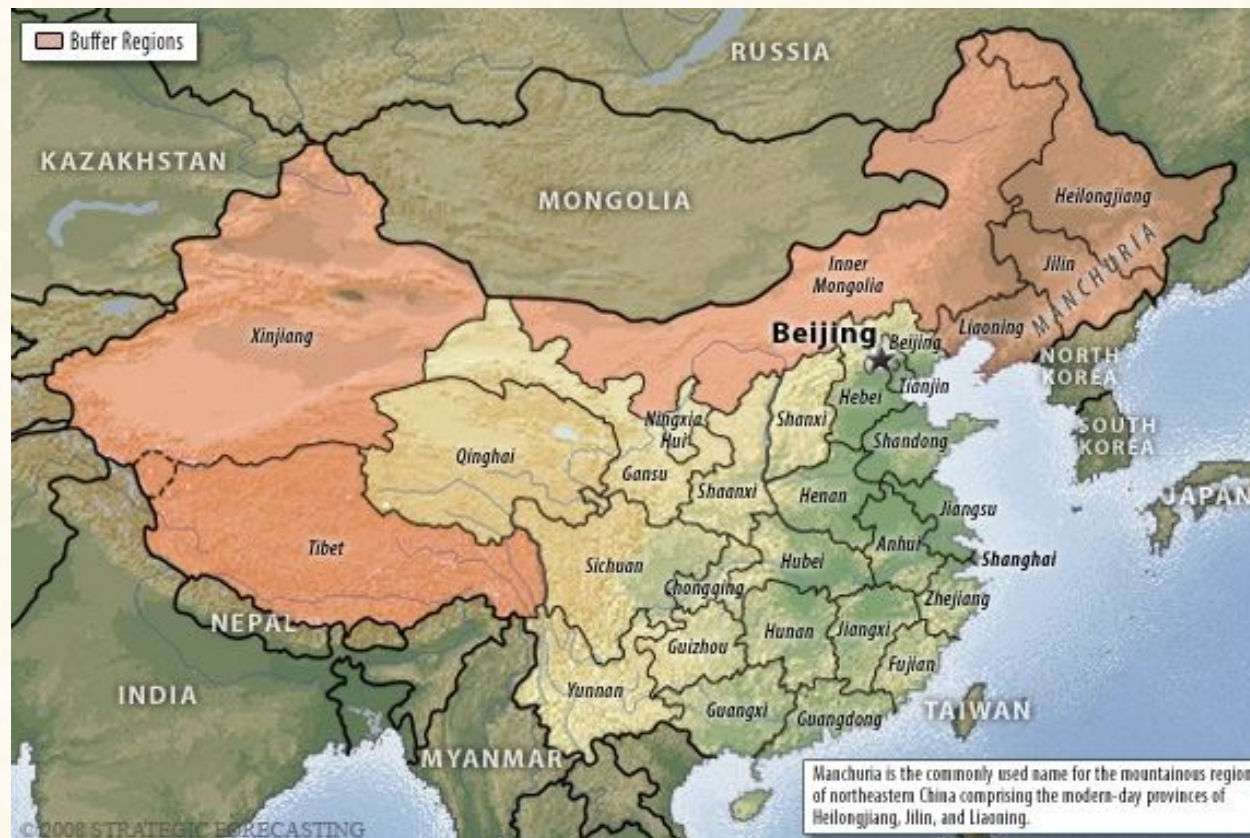 Buffer Regions
RUSSIA
KAZAKHSTAN
MONGOLIA
Heilongjiang
Jilin
MANCHURIA
Inner
Mongolia
Liaoning
Xinjiang
Beijing
Beijing
NORTH
KOREA
Tianjin
Hebei
Ningxia
Hui
Shanxi
SOUTH
KOREA
Shandong
Qinghai
Gansu
Shaanxi
Henan
JAPAN
Jiangsu
Tibet
Anhui
Sichuan
Hubei
Shanghai
Chongqing
Zhejiang
NEPAL
Hunan
Jiangxi
Guizhou
Fujian
INDIA
Yunnan
Guangxi
Guangdong
TAIWAN
MYANMAR
Manchuria is the commonly used name for the mountainous region
of northeastern China comprising the modern-day provinces of
Heilongjiang, Jilin, and Liaoning.
© 2008 STRATEGIC FORECASTING